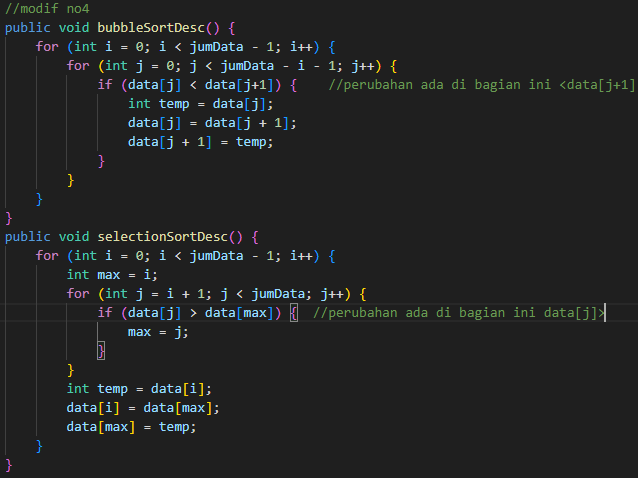 //modif no4
public void bubbleSortDesc() {
    for (int i = 0; i < jumData - 1; i++) {
        for (int j = 0; j < jumData - i - 1; j++) {
            if (data[j] < data[j+1]) {    //perubahan ada di bagian ini <data[j+1]
                int temp = data[j];
                data[j] = data[j + 1];
                data[j + 1] = temp;
            }
        }
    }
}
public void selectionSortDesc() {
    for (int i = 0; i < jumData - 1; i++) {
        int max = i;
        for (int j = i + 1; j < jumData; j++) {
            if (data[j] > data[max]) {  //perubahan ada di bagian ini data[j]>
                max = j;
            }
        }
        int temp = data[i];
        data[i] = data[max];
        data[max] = temp;
    }
}